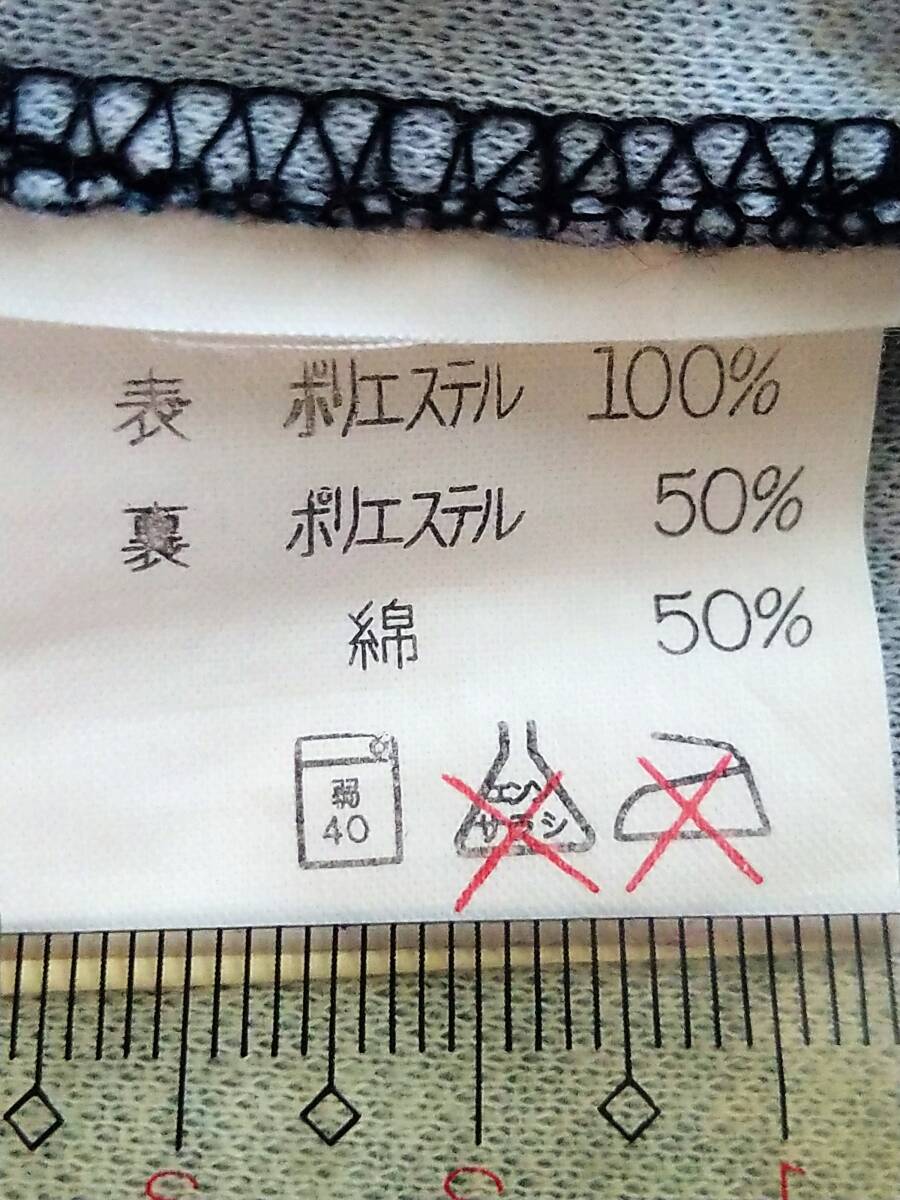 表 ポリエステル 100%
裏 ポリエステル 50%
綿 50%
弱
40
エンソ
サラシ